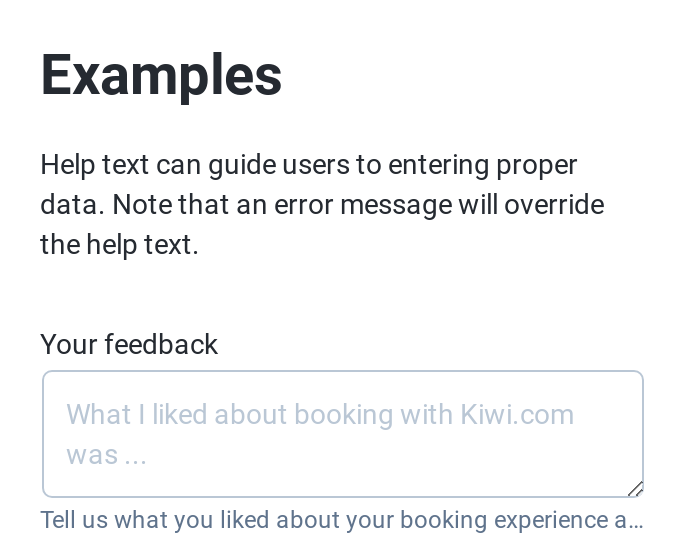 Examples
Help text can guide users to entering proper
data. Note that an error message will override
the help text.
Your feedback
What I liked about booking with Kiwi.com
was ...
Tell us what you liked about your booking experience a…